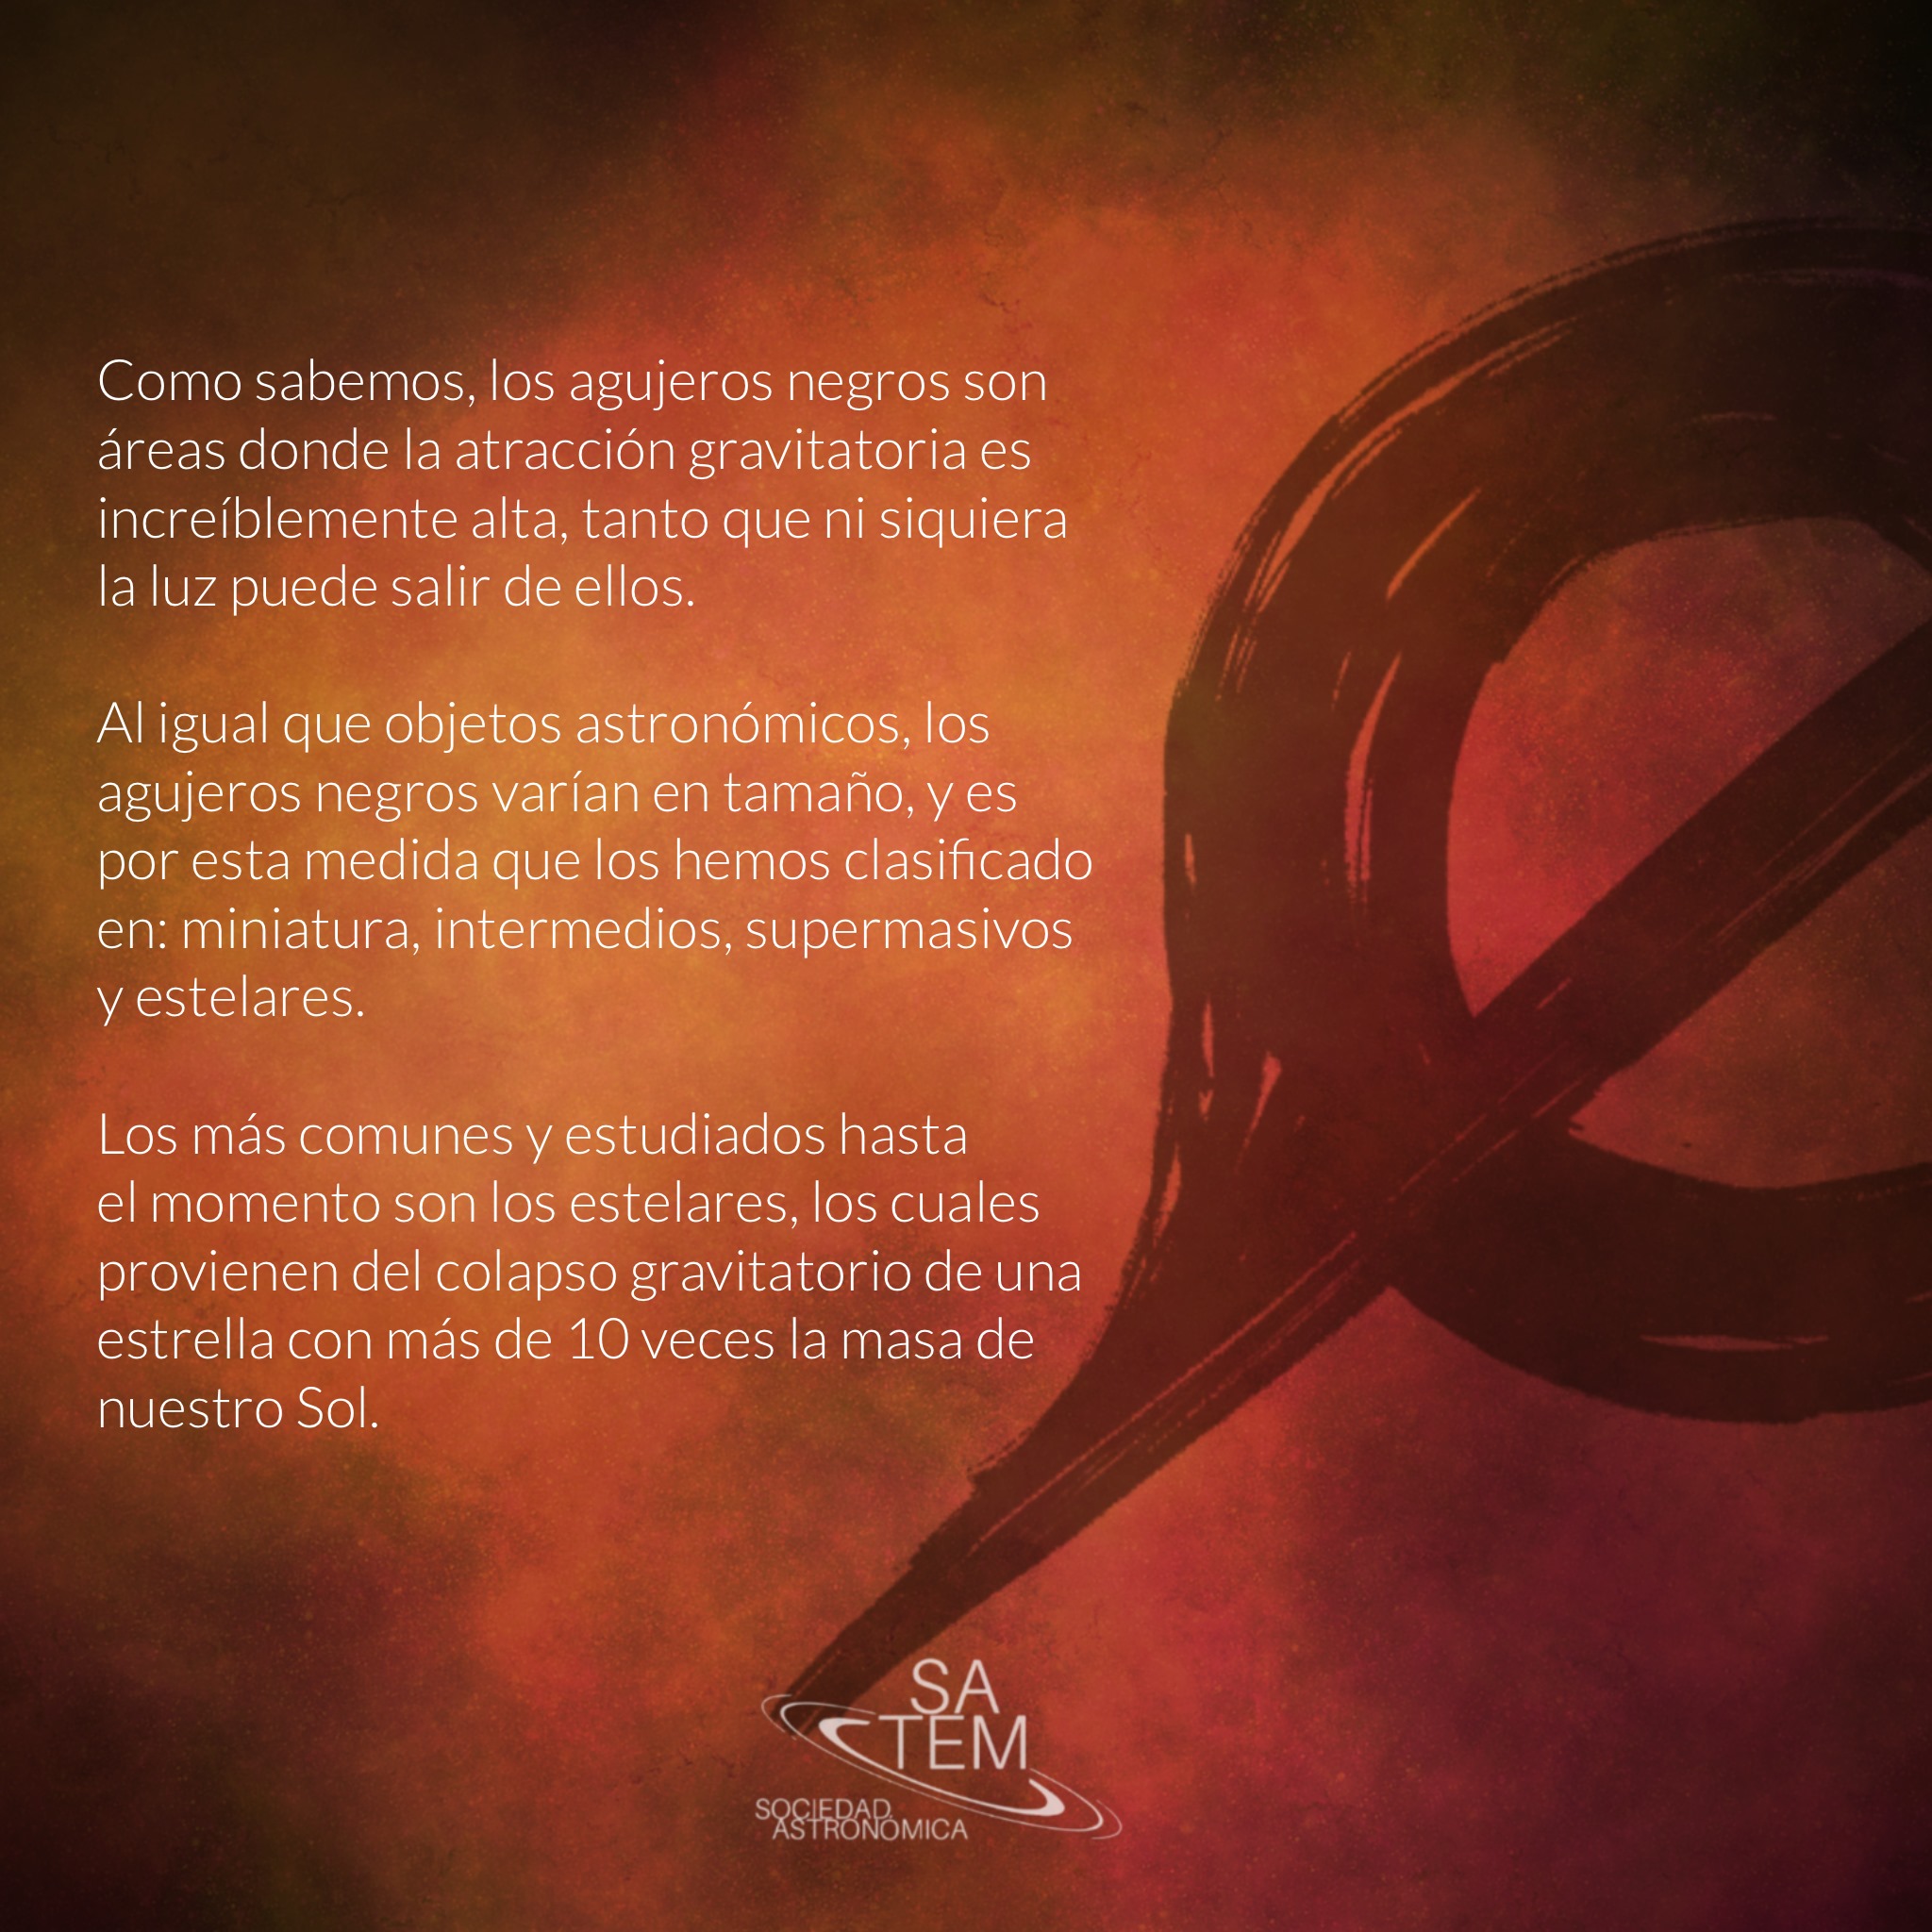 Como sabemos, los agujeros negros son
áreas donde la atracción gravitatoria es
increíblemente alta, tanto que ni siquiera
la luz puede salir de ellos.
Al igual que objetos astronómicos, los
agujeros negros varían en tamaño, y es
por esta medida que los hemos clasificado
en: miniatura, intermedios, supermasivos
y estelares.
Los más comunes y estudiados hasta
el momento son los estelares, los cuales
provienen del colapso gravitatorio de una
estrella con más de 10 veces la masa de
nuestro Sol.
SA
TEM
SOCIEDAD
ASTRONÓMICA